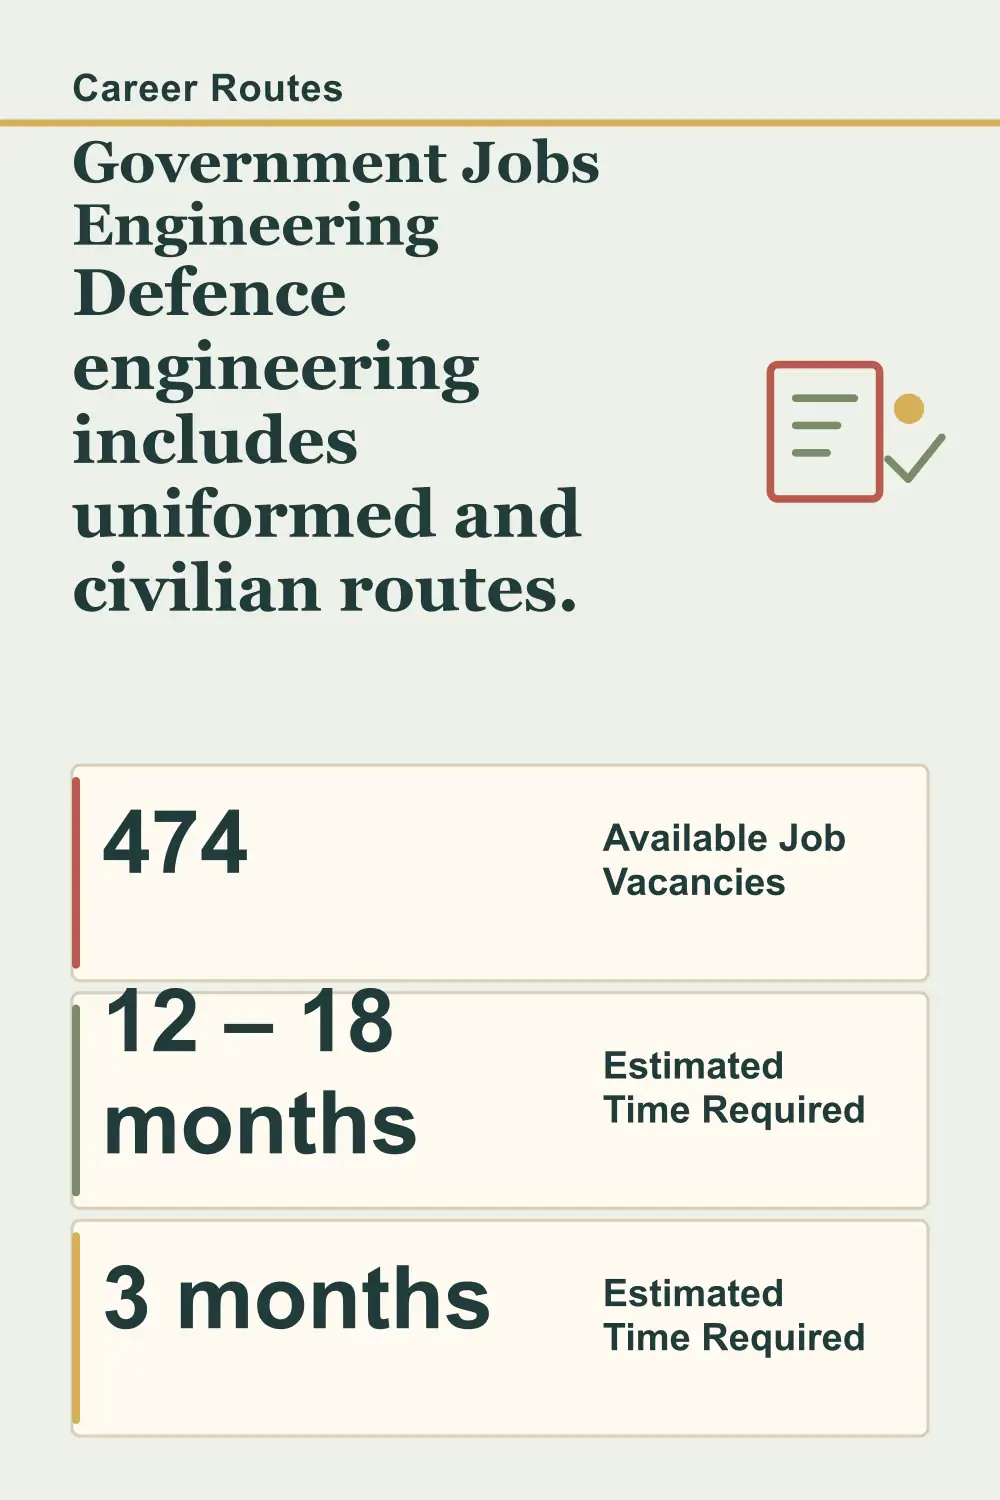 Career Routes
Government Jobs
Engineering
Defence
engineering
includes
uniformed and
civilian routes.
474
Available Job
Vacancies
12 – 18
months
Estimated
Time Required
3 months
Estimated
Time Required